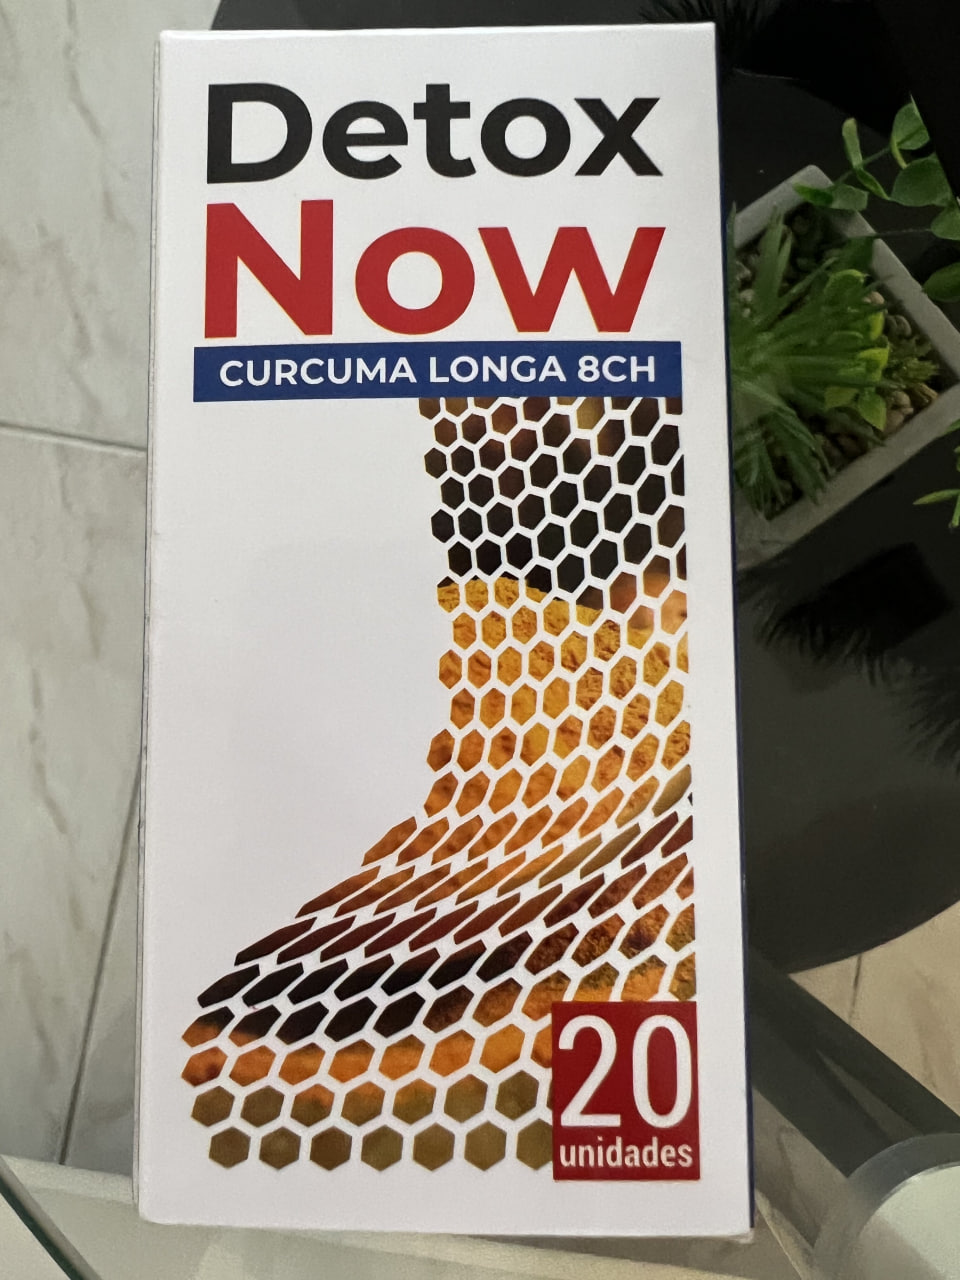 Detox
Now
CURCUMA LONGA 8CH
20
unidades